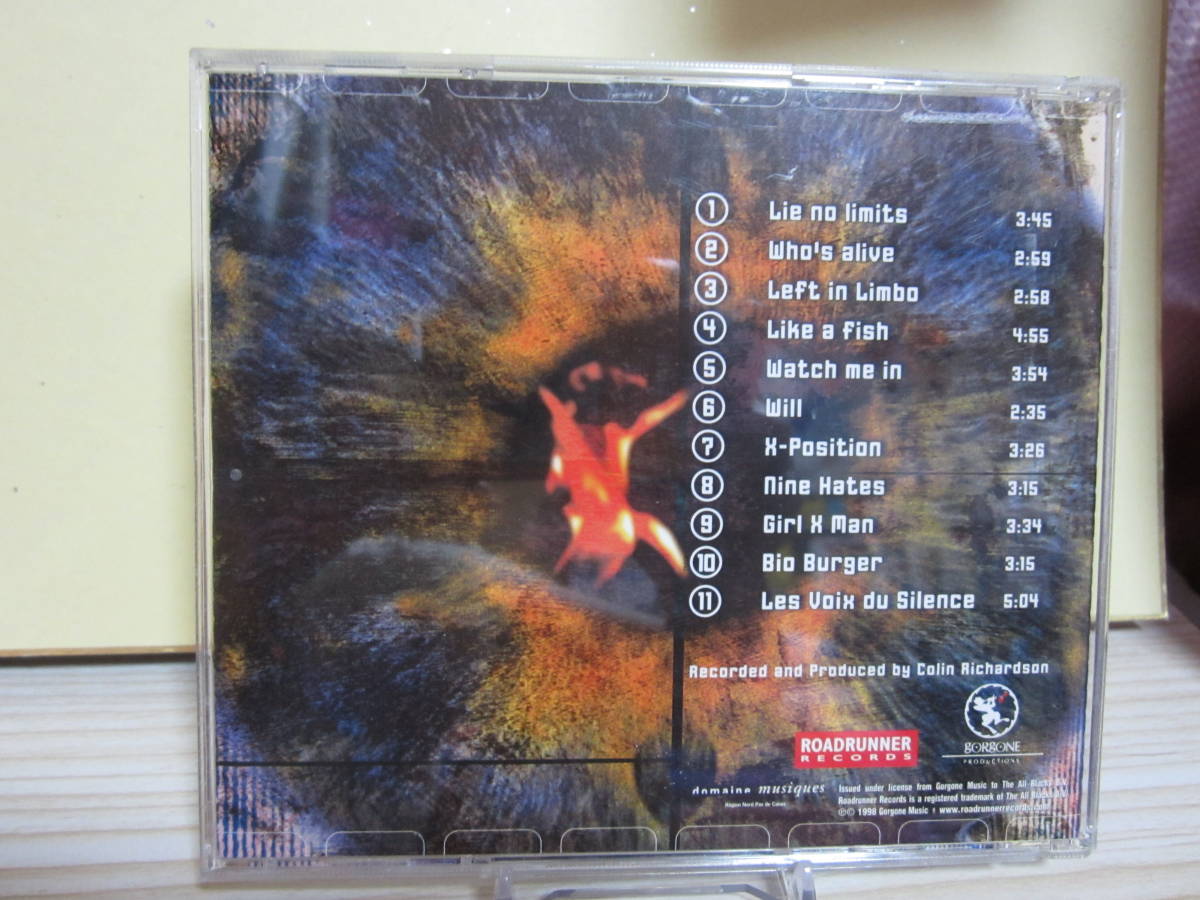 1 Lie no limits 3:45
2 Who's alive 2:59
3 Left in Limbo 2:58
4 Like a fish 4:55
5 Watch me in 3:54
6 Will 2:35
7 X-Position 3:26
8 Nine Hates 3:15
9 Girl X Man 3:34
10 Bio Burger 3:15
11 Les Voix du Silence 5:04
Recorded and Produced by Colin Richardson
ROADRUNNER
RECORDS
GORGONE
PRODUCTIONS
domaine musiques
Région Nord Pas de Calais
Issued under license from Gorgone Music to The All Blacks B.V.
Roadrunner Records is a registered trademark of The All Blacks B.V.
℗© 1998 Gorgone Music www.roadrunnerrecords.com